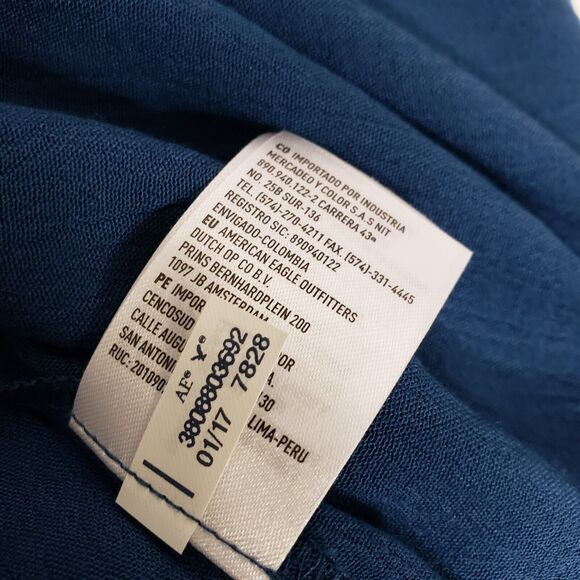 CO IMPORTADO POR INDUSTRIA
MERCADEO Y COLOR S.A.S NIT
890.940.122-2 CARRERA 43ª
NO. 25B SUR-136
TEL. (574)-270-4211 FAX. (574)-331-4445
REGISTRO SIC: 890940122
ENVIGADO-COLOMBIA
EU AMERICAN EAGLE OUTFITTERS
DUTCH OP CO B.V.
PRINS BERNHARDPLEIN 200
1097 JB AMSTERDAM
PE IMPOR OR
CENCOSUD A.
CALLE AUGU 30
SAN ANTONI LIMA-PERU
RUC: 201090
AE®
3808803692
01/17 7828